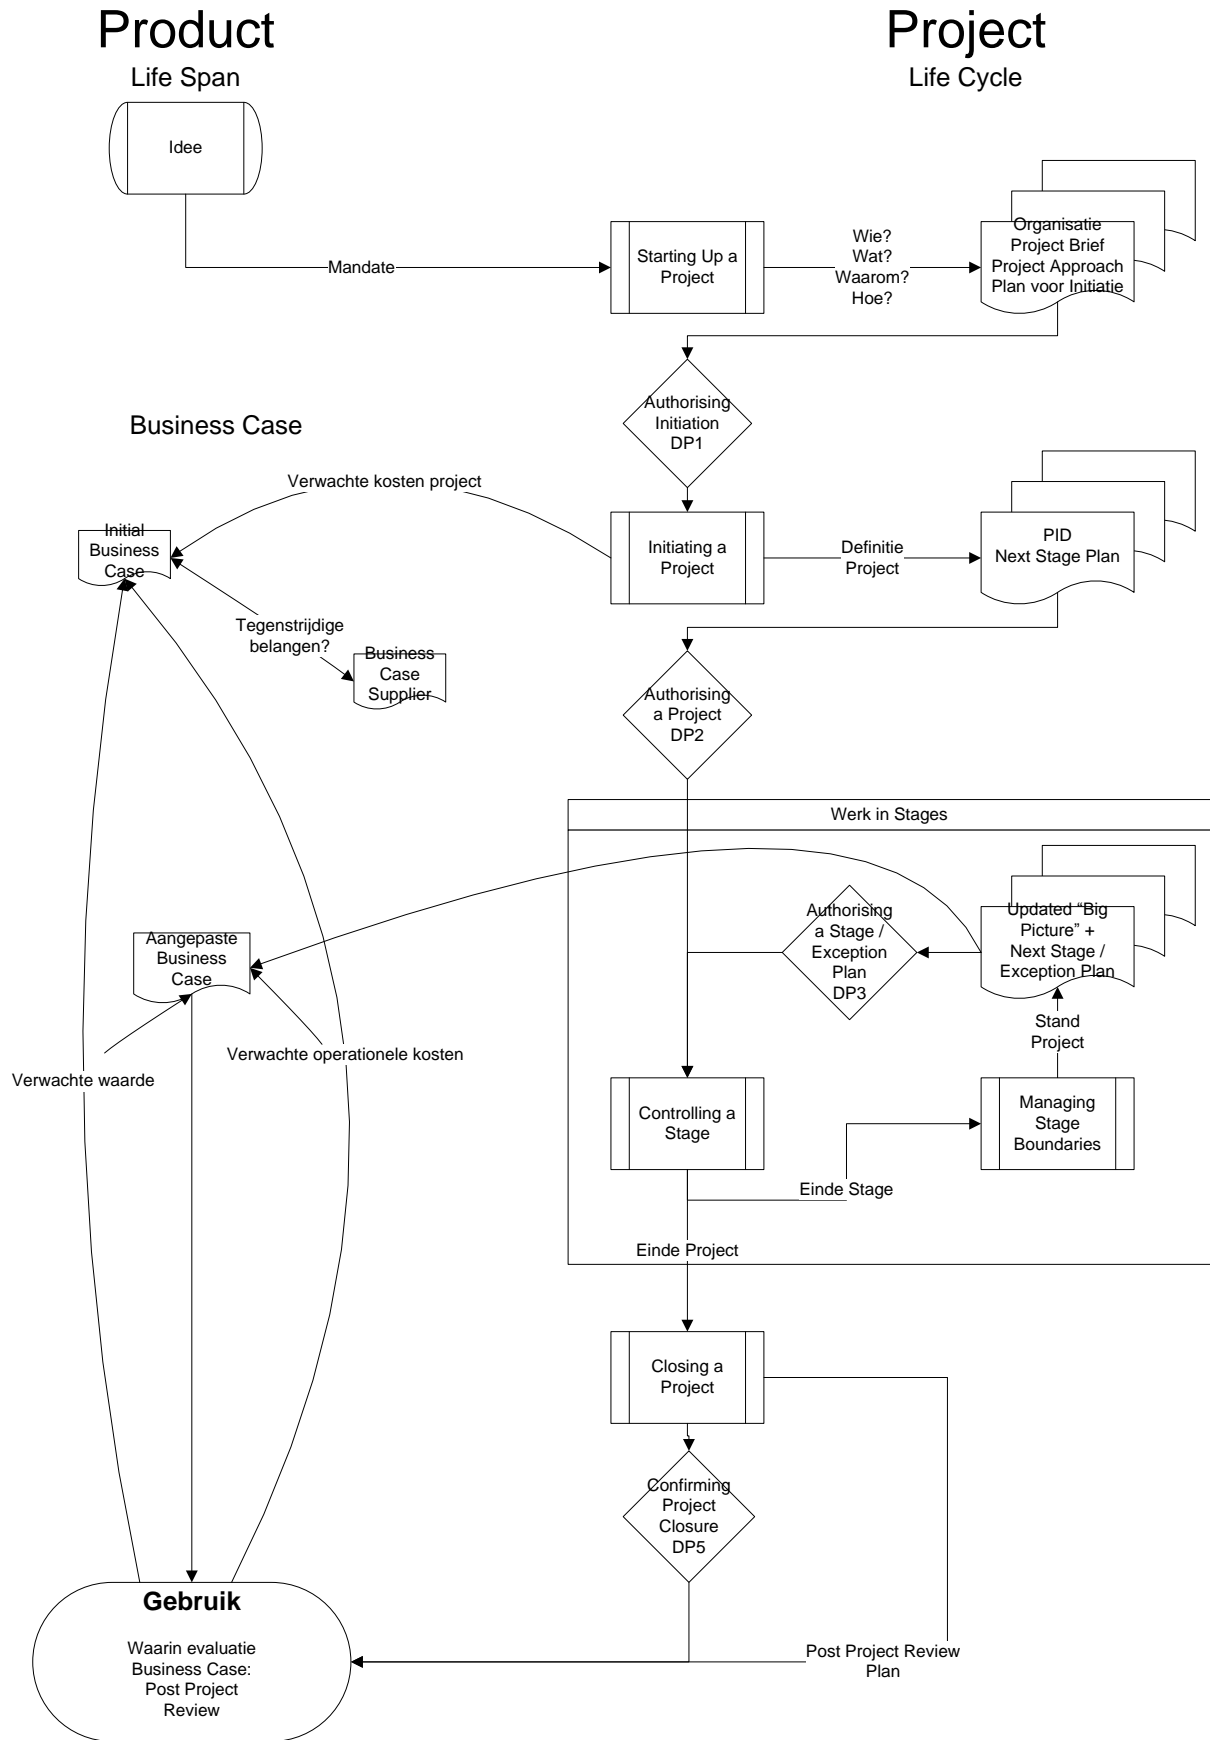 Product
Project
Life Span
Life Cycle
Idee
Mandate
Starting Up a
Project
Wie?
Wat?
Waarom?
Hoe?
Organisatie
Project Brief
Project Approach
Plan voor Initiatie
Authorising
Initiation
DP1
Business Case
Verwachte kosten project
Initial
Business
Case
Initiating a
Project
Definitie
Project
PID
Next Stage Plan
Tegenstrijdige
belangen?
Business
Case
Supplier
Authorising
a Project
DP2
Werk in Stages
Authorising
a Stage /
Exception
Plan
DP3
Updated “Big
Picture” +
Next Stage /
Exception Plan
Aangepaste
Business
Case
Stand
Project
Verwachte operationele kosten
Verwachte waarde
Controlling a
Stage
Managing
Stage
Boundaries
Einde Stage
Einde Project
Closing a
Project
Confirming
Project
Closure
DP5
Gebruik
Waarin evaluatie
Business Case:
Post Project
Review
Post Project Review
Plan